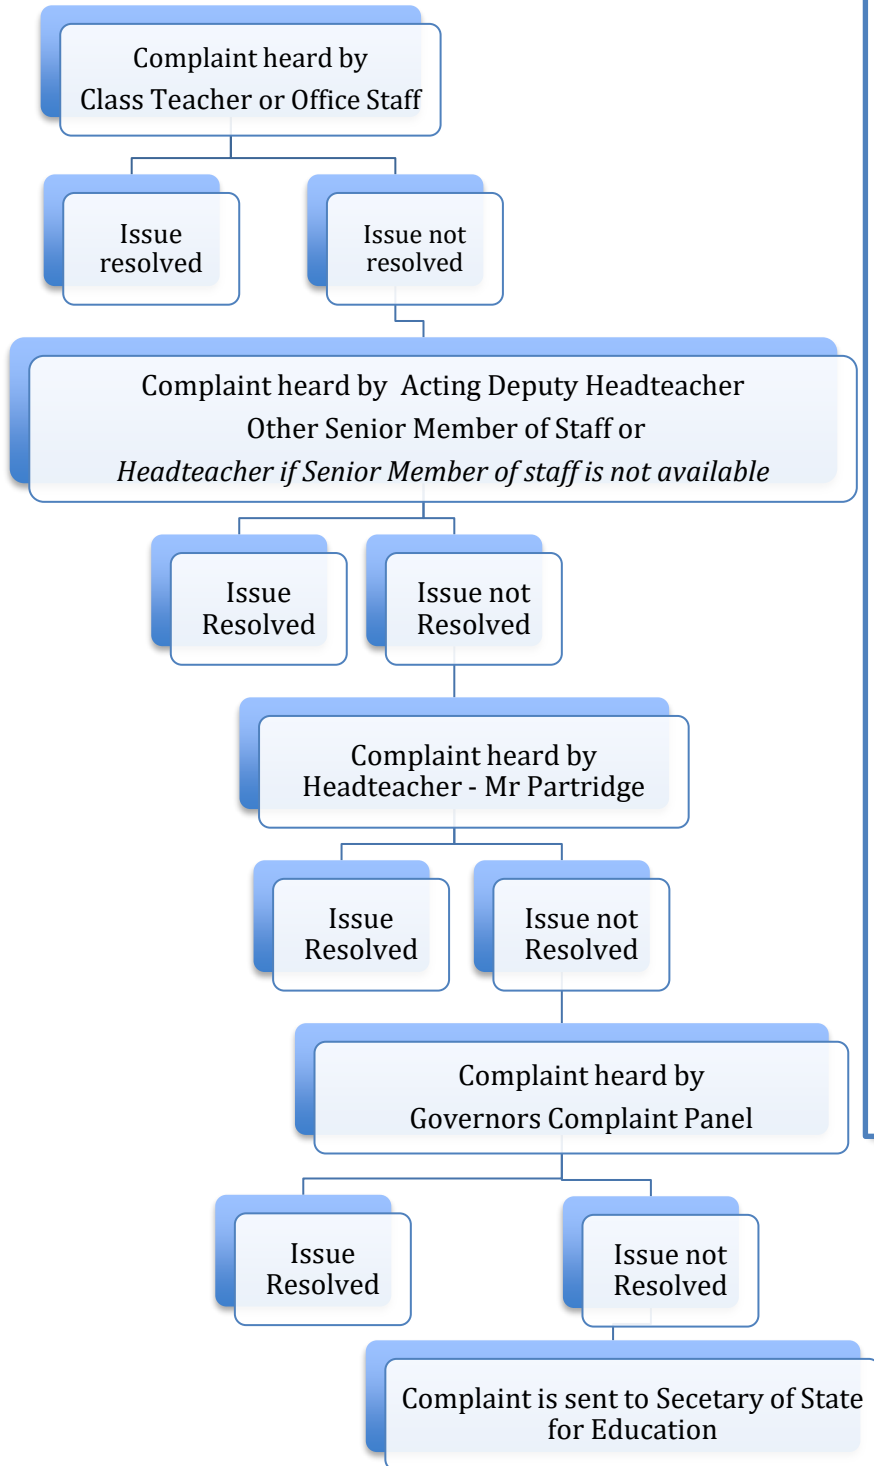 Complaint heard by
Class Teacher or Office Staff
Issue
resolved
Issue not
resolved
Complaint heard by  Acting Deputy Headteacher
Other Senior Member of Staff or
Headteacher if Senior Member of staff is not available
Issue
Resolved
Issue not
Resolved
Complaint heard by
Headteacher - Mr Partridge
Issue
Resolved
Issue not
Resolved
Complaint heard by
Governors Complaint Panel
Issue
Resolved
Issue not
Resolved
Complaint is sent to Secetary of State
for Education